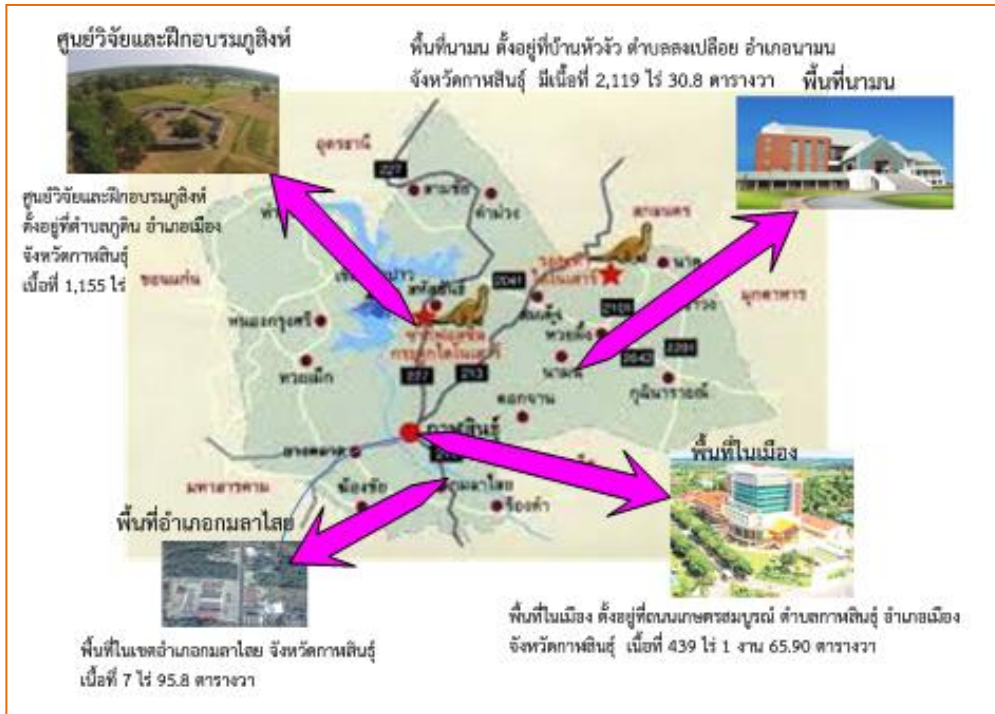 ศูนย์วิจัยและฝึกอบรมภูสิงห์
พื้นที่นามน ตั้งอยู่ที่บ้านหัวงัว ตำบลสงเปลือย อำเภอนามน
จังหวัดกาฬสินธุ์ มีเนื้อที่ 2,119 ไร่ 30.8 ตารางวา
พื้นที่นามน
ศูนย์วิจัยและฝึกอบรมภูสิงห์
ตั้งอยู่ที่ตำบลภูดิน อำเภอเมือง
จังหวัดกาฬสินธุ์
เนื้อที่ 1,155 ไร่
อุดรธานี
227
สามชัย
คำม่วง
สกลนคร
ขอนแก่น
สหัสขันธ์
2041
นาคู
มุกดาหาร
สมเด็จ
2101
ห้วยผึ้ง
หนองกุงศรี
ห้วยเม็ก
227
213
นามน
2042
2291
กุฉินารายณ์
ดอนจาน
กาฬสินธุ์
ยางตลาด
มหาสารคาม
ฆ้องชัย
กมลาไสย
ร่องคำ
พื้นที่ในเมือง
พื้นที่อำเภอกมลาไสย
พื้นที่ในเมือง ตั้งอยู่ที่ถนนเกษตรสมบูรณ์ ตำบลกาฬสินธุ์ อำเภอเมือง
จังหวัดกาฬสินธุ์ เนื้อที่ 439 ไร่ 1 งาน 65.90 ตารางวา
พื้นที่ในเขตอำเภอกมลาไสย จังหวัดกาฬสินธุ์
เนื้อที่ 7 ไร่ 95.8 ตารางวา